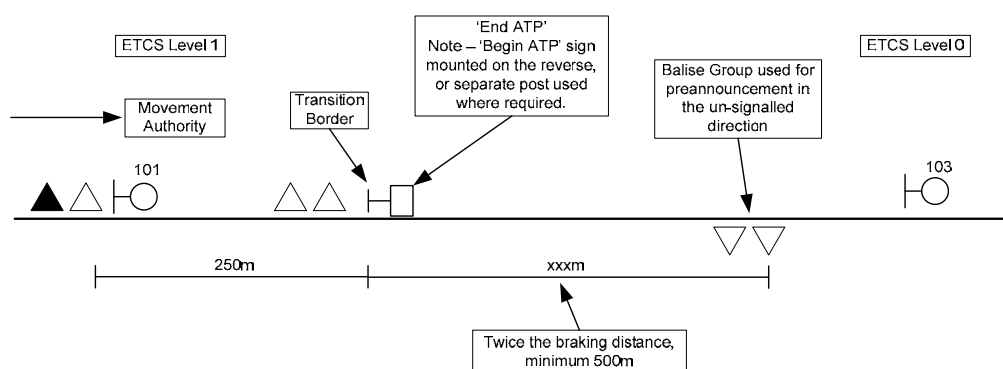 'End ATP'
Note – 'Begin ATP' sign
mounted on the reverse,
or separate post used
where required.
ETCS Level 1
ETCS Level 0
Balise Group used for
preannouncement in
the un-signalled
direction
Transition
Border
Movement
Authority
101
103
250m
xxxm
Twice the braking distance,
minimum 500m